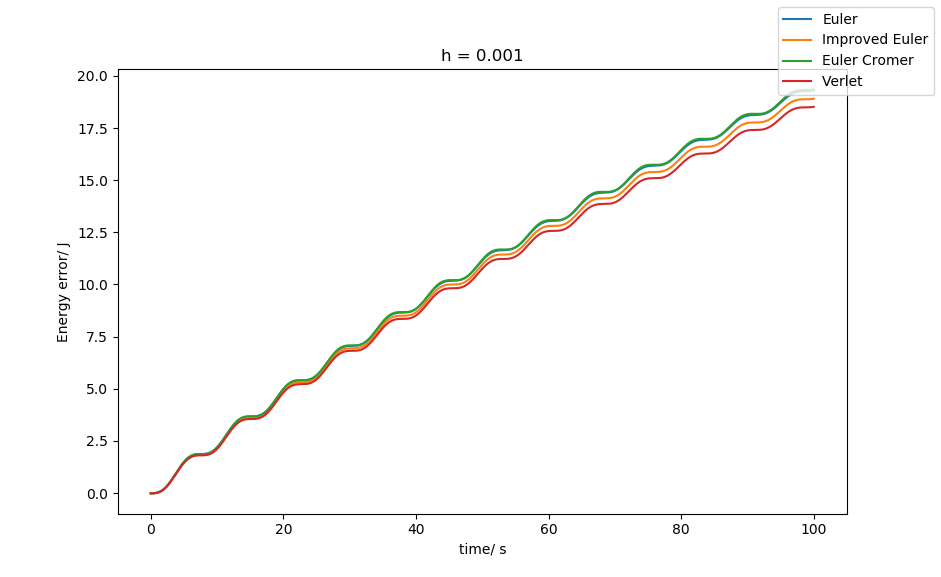 Euler
Improved Euler
Euler Cromer
Verlet
h = 0.001
20.0
17.5
15.0
12.5
10.0
7.5
5.0
2.5
0.0
Energy error/ J
0 20 40 60 80 100
time/ s